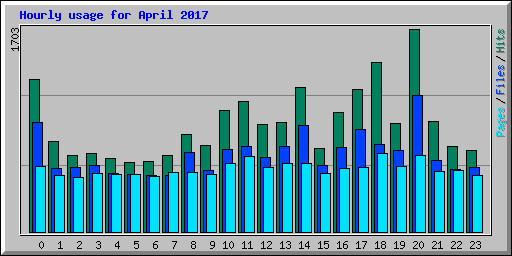 Hourly usage for April 2017
1703
Pages/Files/Hits
0 1 2 3 4 5 6 7 8 9 10 11 12 13 14 15 16 17 18 19 20 21 22 23